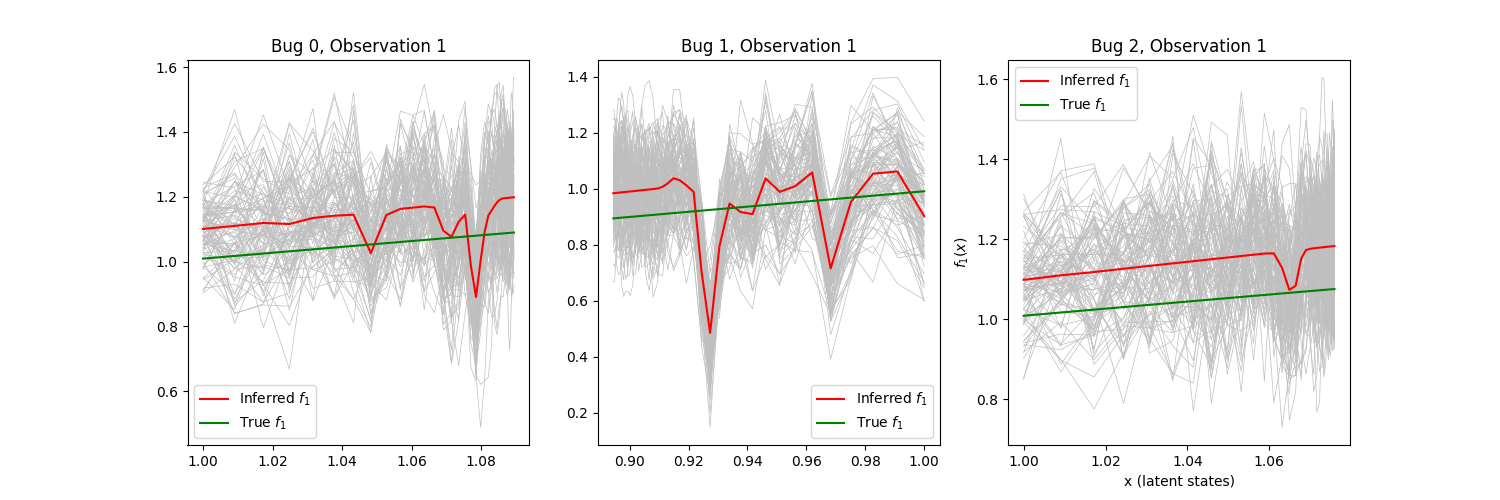 Bug 0, Observation 1
1.6
1.4
1.2
1.0
0.8
0.6
Inferred f₁
True f₁
1.00 1.02 1.04 1.06 1.08
Bug 1, Observation 1
1.4
1.2
1.0
0.8
0.6
0.4
0.2
Inferred f₁
True f₁
0.90 0.92 0.94 0.96 0.98 1.00
Bug 2, Observation 1
f₁(x)
1.6
1.4
1.2
1.0
0.8
Inferred f₁
True f₁
1.00 1.02 1.04 1.06
x (latent states)